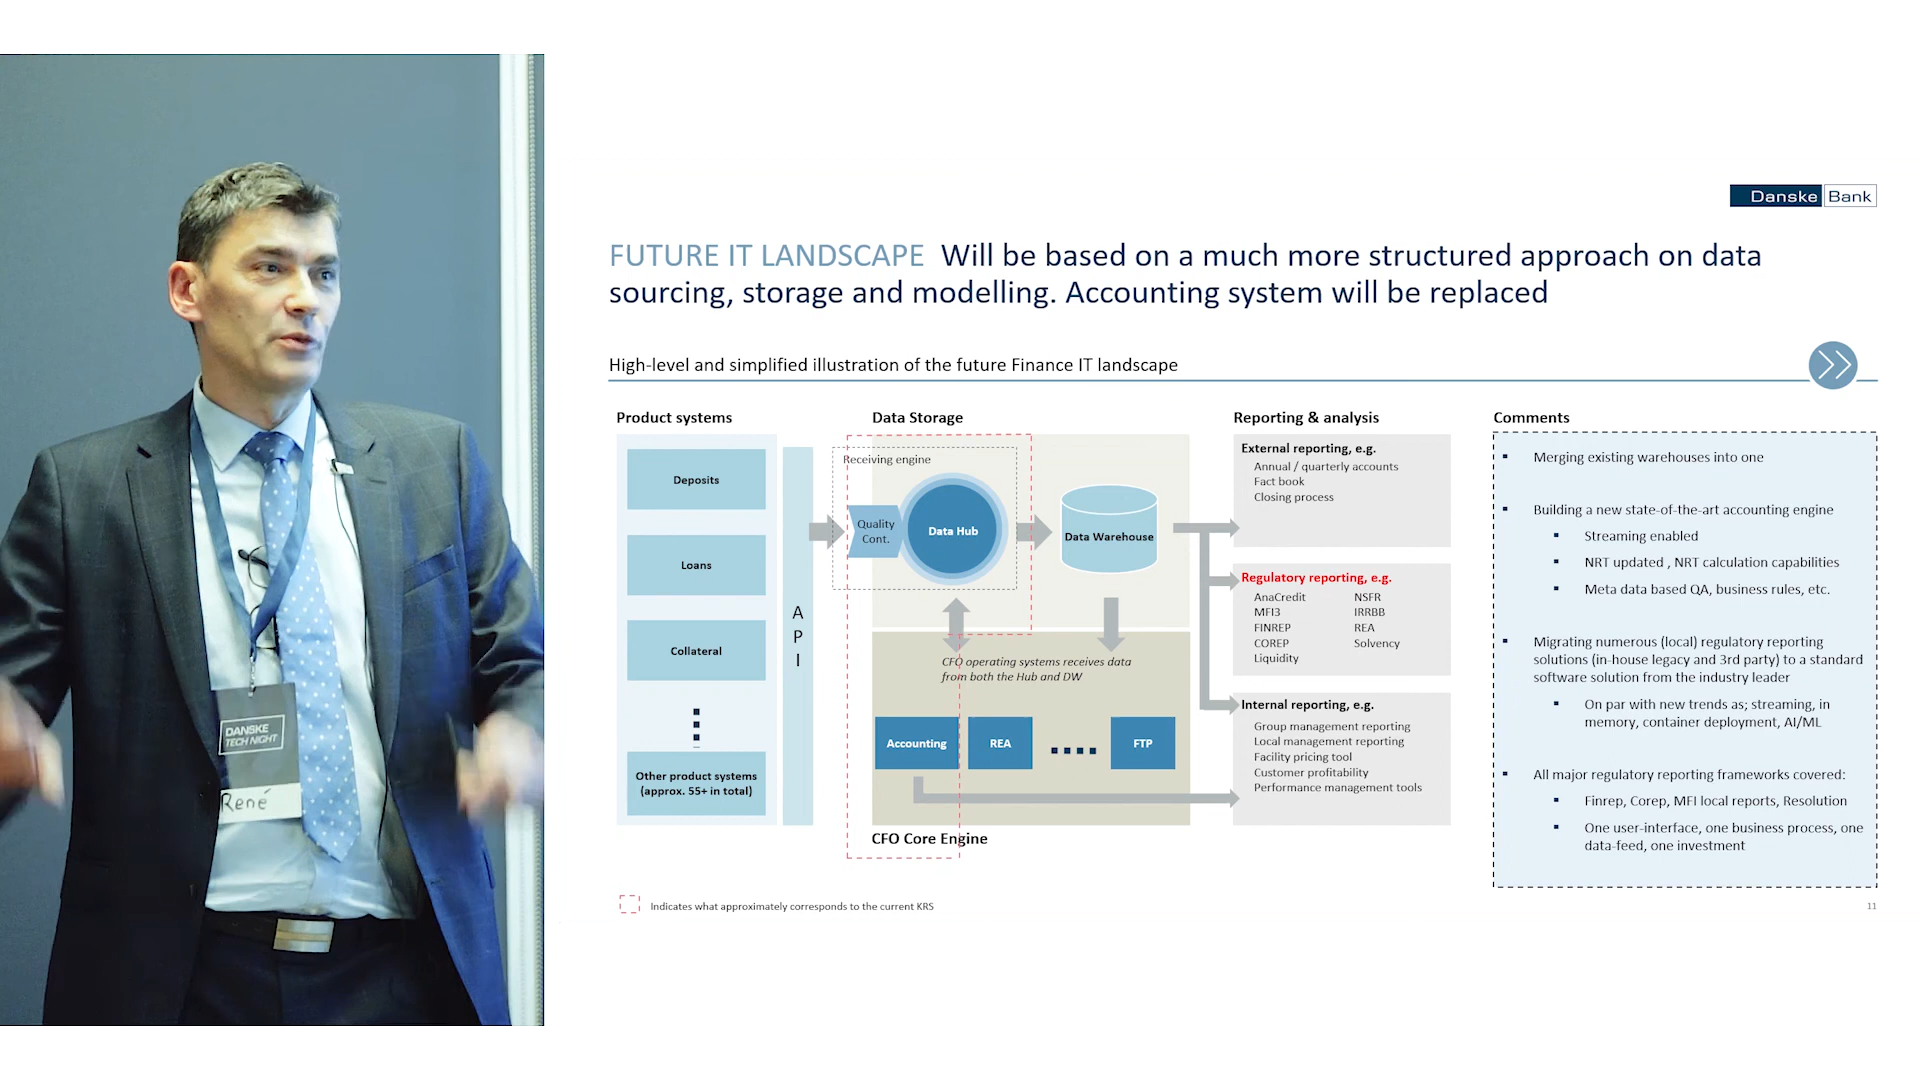 DANSKE
TECH NIGHT
René
Danske Bank
FUTURE IT LANDSCAPE Will be based on a much more structured approach on data
sourcing, storage and modelling. Accounting system will be replaced
High-level and simplified illustration of the future Finance IT landscape
Product systems
Deposits
Loans
Collateral
Other product systems
(approx. 55+ in total)
A
P
I
Data Storage
Receiving engine
Quality
Cont.
Data Hub
Data Warehouse
CFO operating systems receives data
from both the Hub and DW
Accounting
REA
FTP
CFO Core Engine
Reporting & analysis
External reporting, e.g.
Annual / quarterly accounts
Fact book
Closing process
Regulatory reporting, e.g.
AnaCredit NSFR
MFI3 IRRBB
FINREP REA
COREP Solvency
Liquidity
Internal reporting, e.g.
Group management reporting
Local management reporting
Facility pricing tool
Customer profitability
Performance management tools
Comments
▪ Merging existing warehouses into one
▪ Building a new state-of-the-art accounting engine
▪ Streaming enabled
▪ NRT updated , NRT calculation capabilities
▪ Meta data based QA, business rules, etc.
▪ Migrating numerous (local) regulatory reporting
solutions (in-house legacy and 3rd party) to a standard
software solution from the industry leader
▪ On par with new trends as; streaming, in
memory, container deployment, AI/ML
▪ All major regulatory reporting frameworks covered:
▪ Finrep, Corep, MFI local reports, Resolution
▪ One user-interface, one business process, one
data-feed, one investment
Indicates what approximately corresponds to the current KRS
11